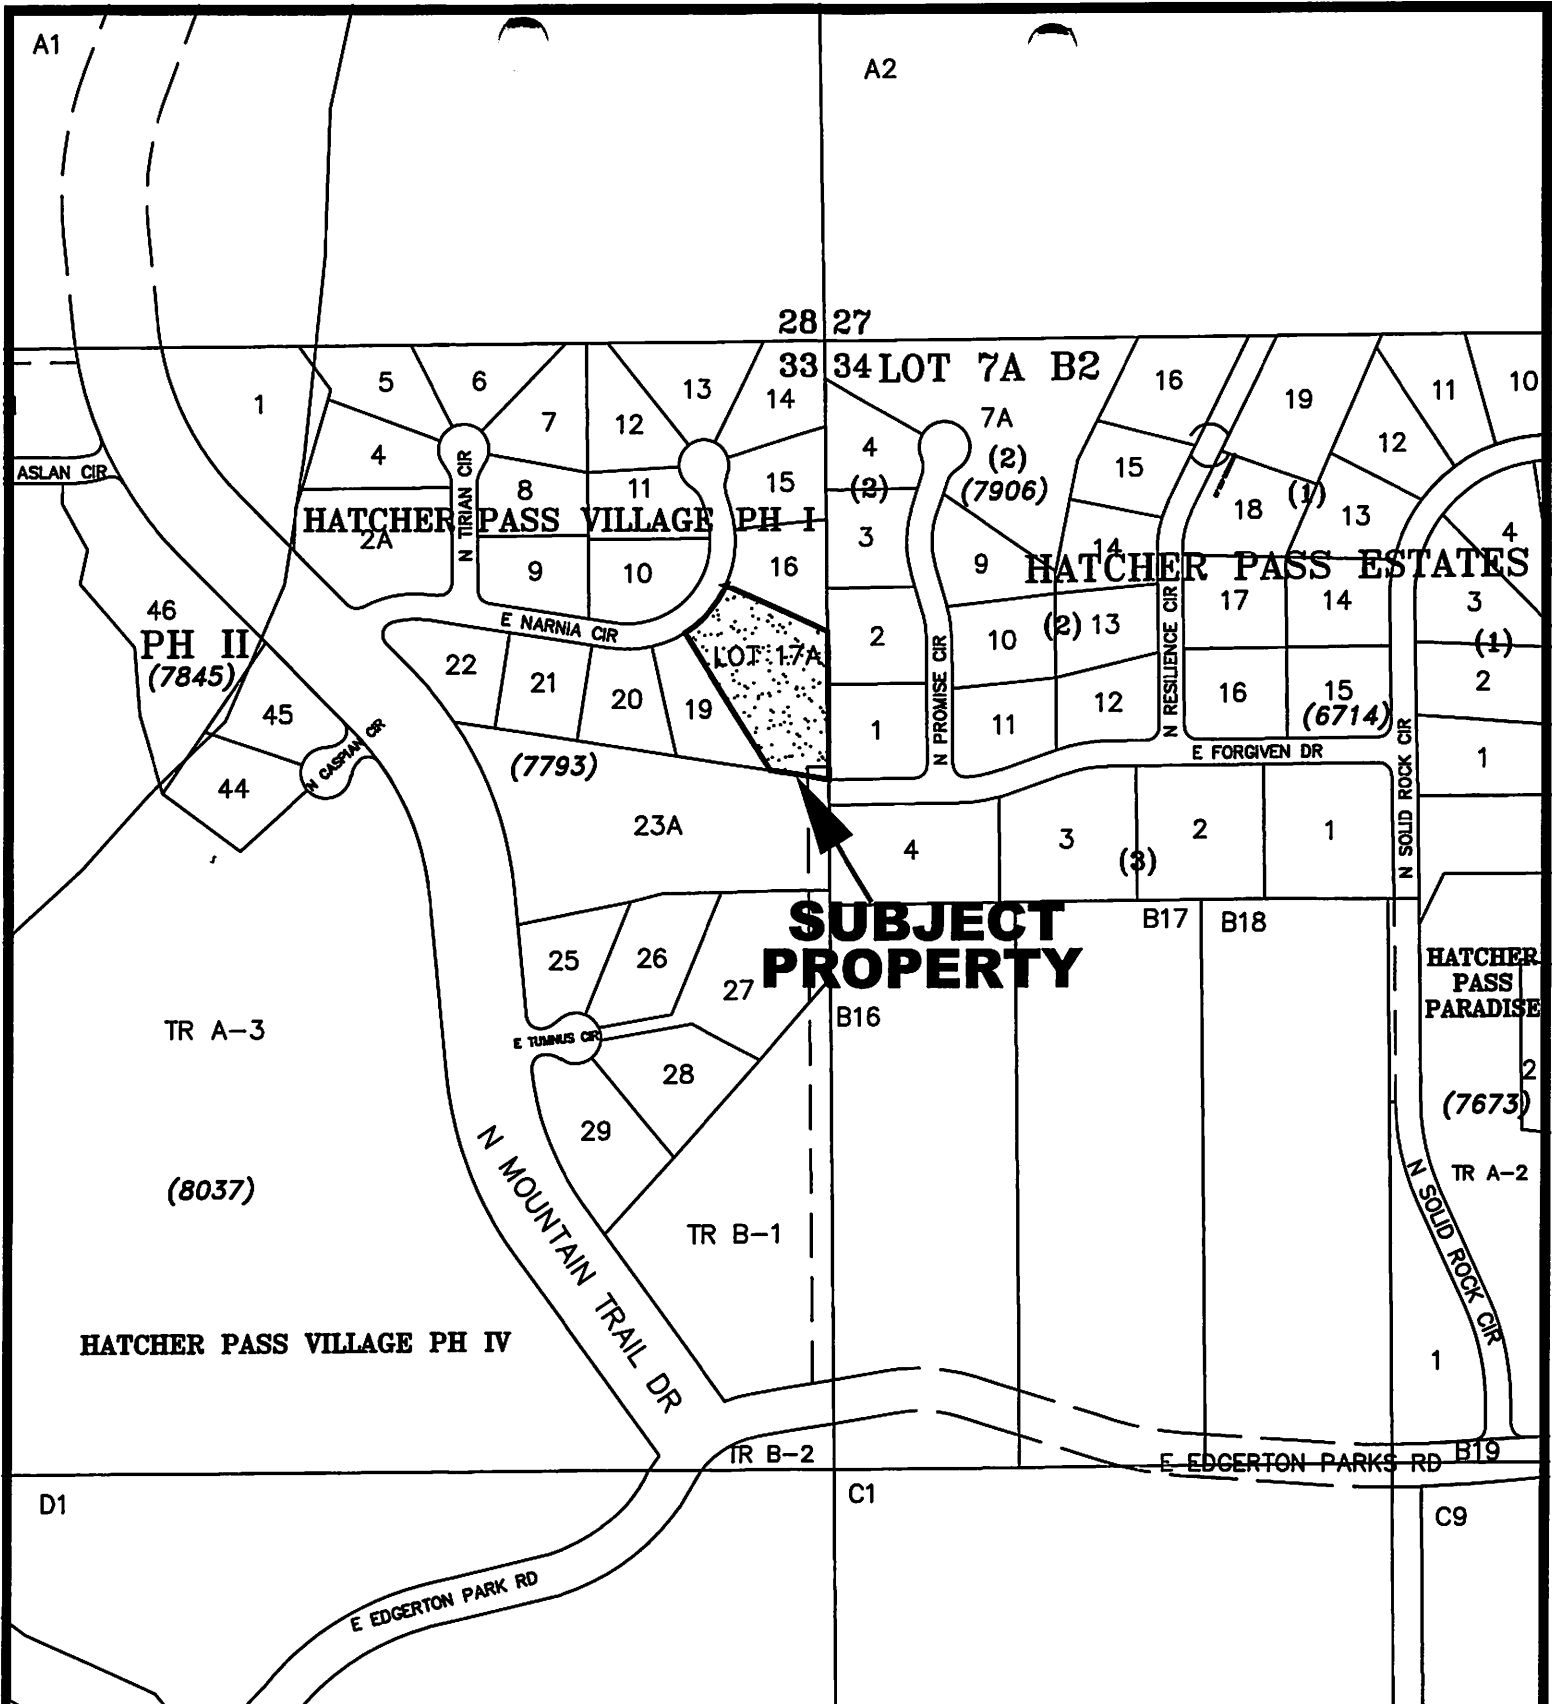 A1
A2
28 27
33 34 LOT 7A B2
1
5
6
7
12
13
14
4
8
11
15
ASLAN CIR
N TIRIAN CIR
HATCHER PASS VILLAGE PH I
2A
9
10
16
E NARNIA CIR
46
PH II
(7845)
45
44
N CASPIAN CIR
22
21
20
19
LOT 17A
(7793)
23A
4
(2)
3
2
1
7A
(2)
(7906)
N PROMISE CIR
9
10
11
16
15
14
(2)
13
12
N RESILIENCE CIR
19
18
(1)
12
11
10
13
4
HATCHER PASS ESTATES
17
14
16
15
(6714)
3
(1)
2
1
E FORGIVEN DR
N SOLID ROCK CIR
4
3
(3)
2
1
SUBJECT
PROPERTY
B17
B18
B16
25
26
27
E TUMNUS CIR
28
29
TR A-3
(8037)
HATCHER PASS VILLAGE PH IV
N MOUNTAIN TRAIL DR
TR B-1
TR B-2
HATCHER
PASS
PARADISE
2
(7673)
TR A-2
N SOLID ROCK CIR
1
E EDGERTON PARKS RD
B19
D1
C1
C9
E EDGERTON PARK RD